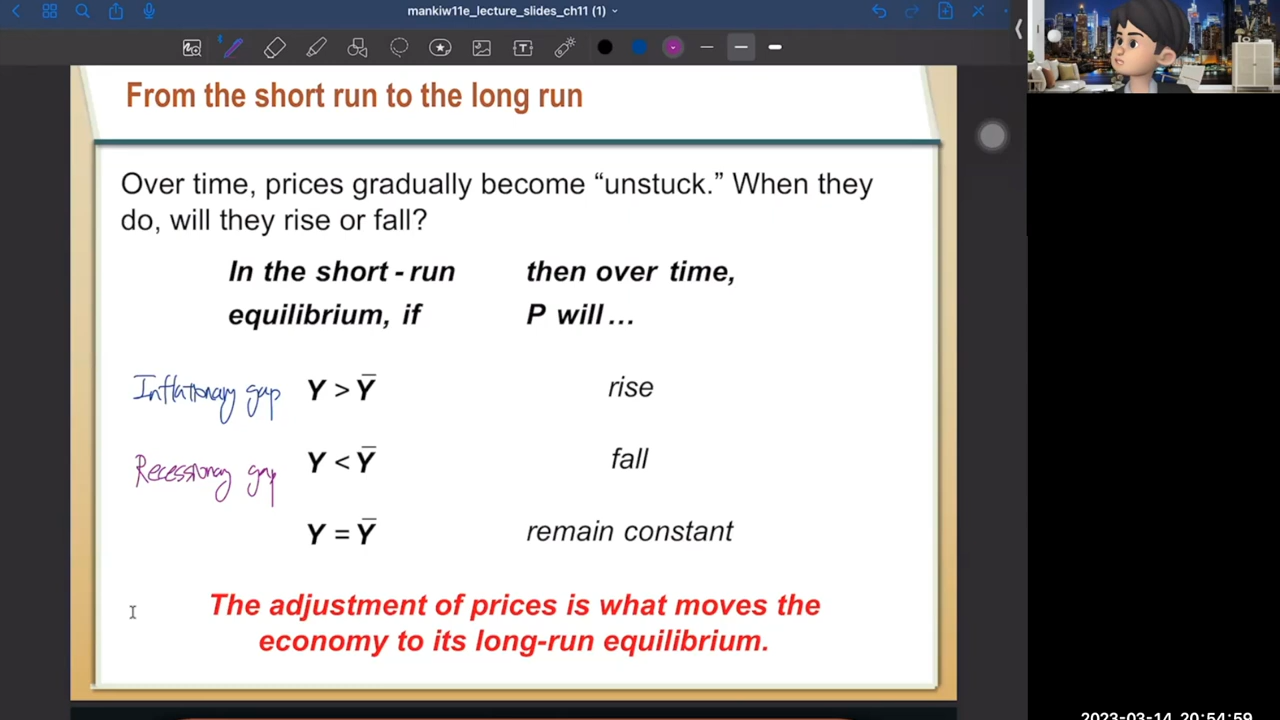 mankiw11e_lecture_slides_ch11 (1)
From the short run to the long run
Over time, prices gradually become “unstuck.” When they
do, will they rise or fall?
In the short - run then over time,
equilibrium, if P will …
Inflationary gap Y > Y̅ rise
Recessionary gap Y < Y̅ fall
Y = Y̅ remain constant
The adjustment of prices is what moves the
economy to its long-run equilibrium.
2023-03-14 20:54:59